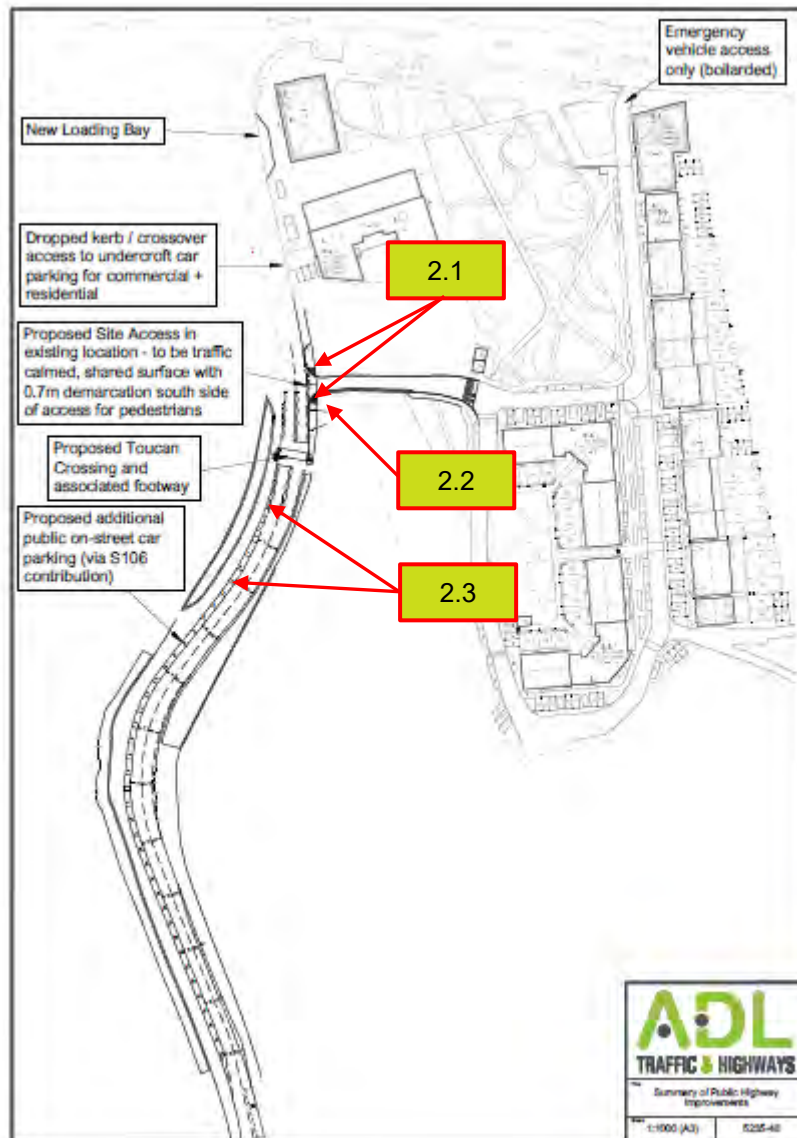 Emergency
vehicle access
only (bollarded)
New Loading Bay
Dropped kerb / crossover
access to undercroft car
parking for commercial +
residential
2.1
Proposed Site Access in
existing location - to be traffic
calmed, shared surface with
0.7m demarcation south side
of access for pedestrians
Proposed Toucan
Crossing and
associated footway
2.2
Proposed additional
public on-street car
parking (via S106
contribution)
2.3
ADL
TRAFFIC & HIGHWAYS
Summary of Public Highway
Improvements
1:1000 (A3)